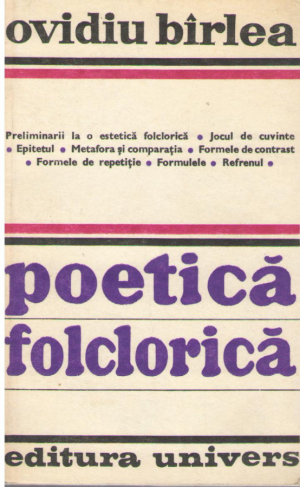 ovidiu bîrlea
Preliminarii la o estetică folclorică • Jocul de cuvinte
• Epitetul • Metafora și comparația • Formele de contrast
• Formele de repetiție • Formulele • Refrenul •
poetică
folclorică
editura univers